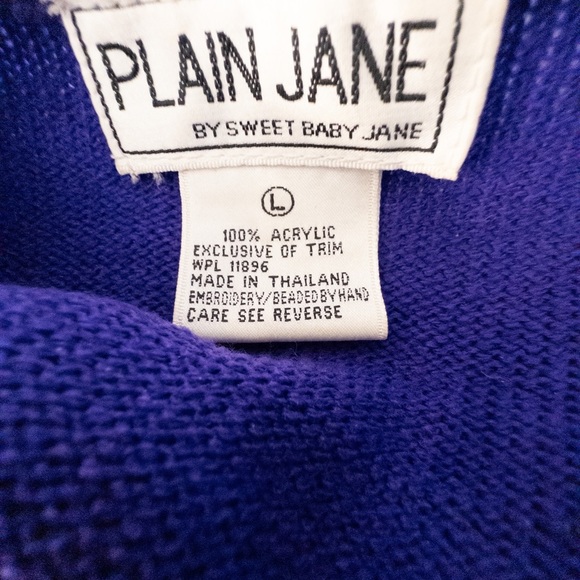 PLAIN JANE
BY SWEET BABY JANE
L
100% ACRYLIC
EXCLUSIVE OF TRIM
WPL 11896
MADE IN THAILAND
EMBROIDERY/BEADED BY HAND
CARE SEE REVERSE